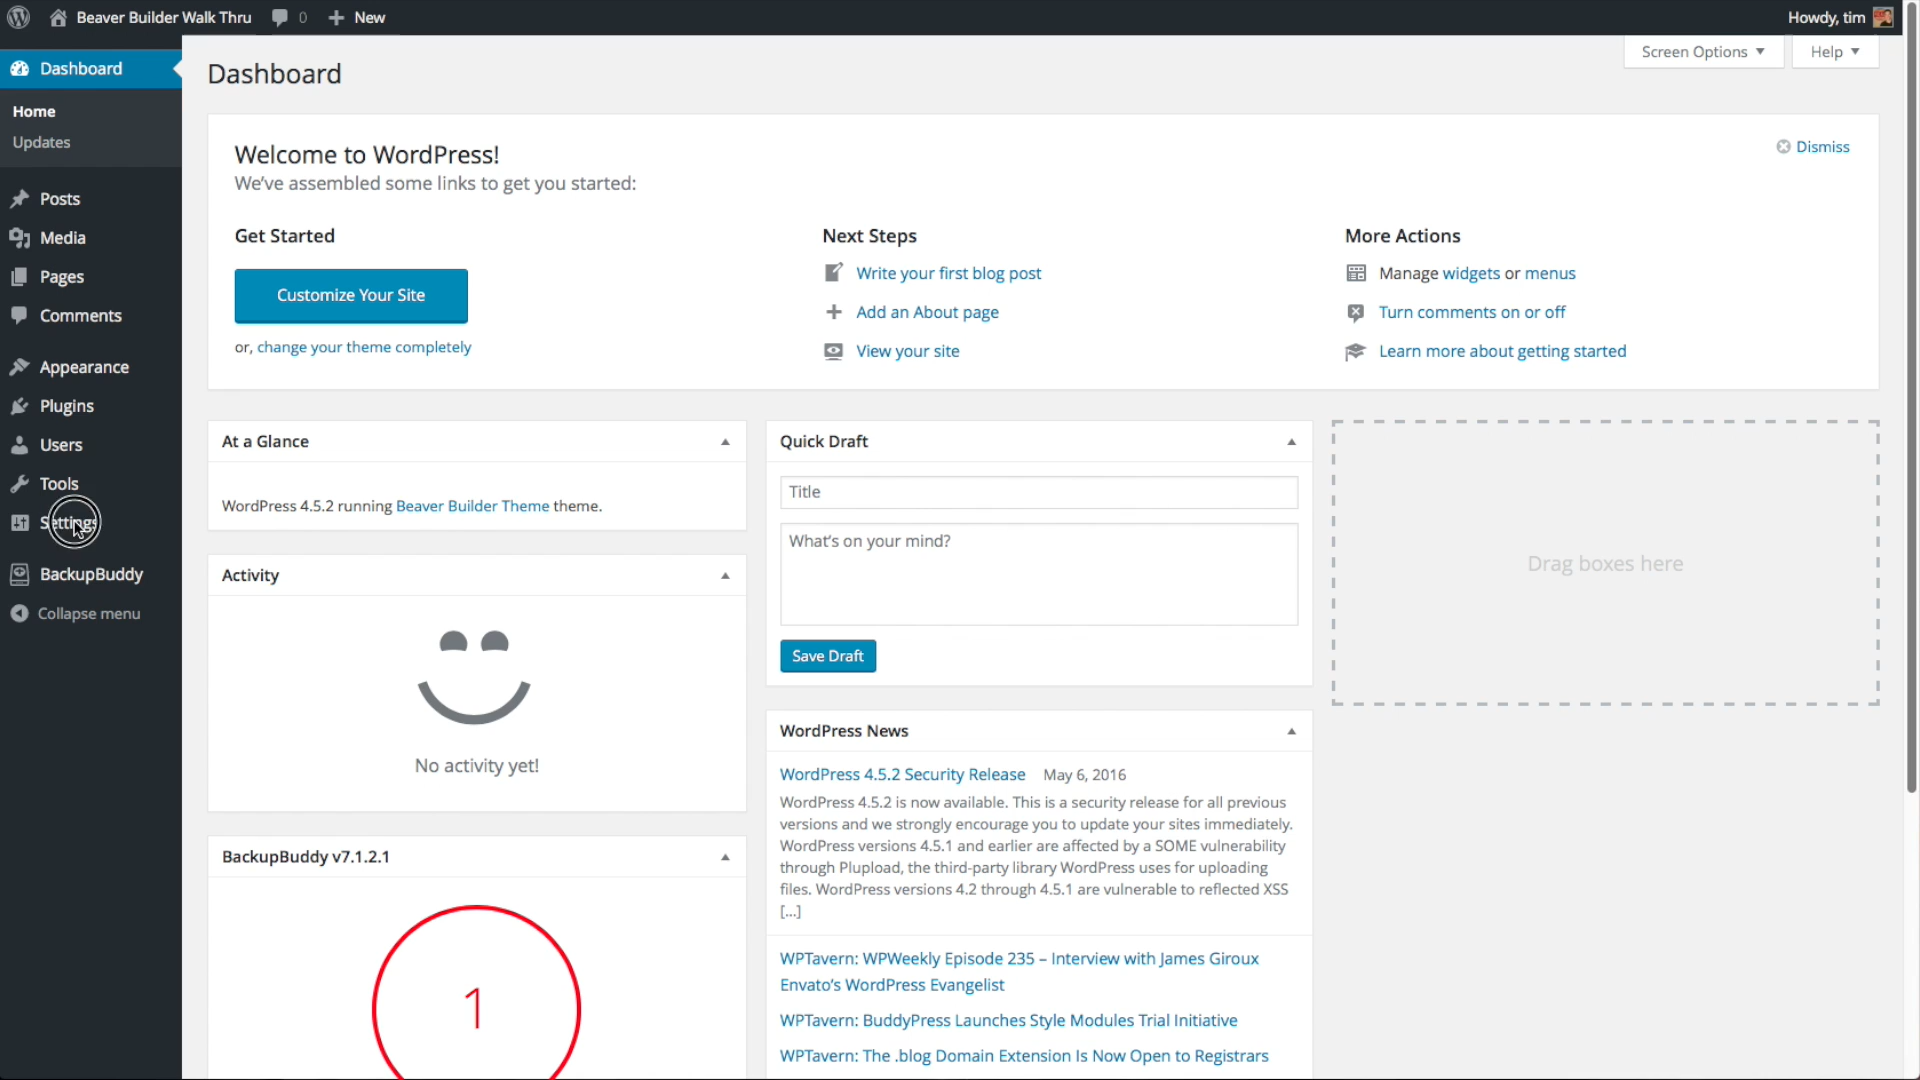 Beaver Builder Walk Thru 0 New Howdy, tim
Screen Options Help
Dashboard
Home
Updates
Posts
Media
Pages
Comments
Appearance
Plugins
Users
Tools
Settings
BackupBuddy
Collapse menu
Dashboard
Welcome to WordPress!
We've assembled some links to get you started:
Dismiss
Get Started
Customize Your Site
or, change your theme completely
Next Steps
Write your first blog post
Add an About page
View your site
More Actions
Manage widgets or menus
Turn comments on or off
Learn more about getting started
At a Glance
WordPress 4.5.2 running Beaver Builder Theme theme.
Activity
No activity yet!
BackupBuddy v7.1.2.1
1
Quick Draft
Title
What's on your mind?
Save Draft
WordPress News
WordPress 4.5.2 Security Release May 6, 2016
WordPress 4.5.2 is now available. This is a security release for all previous
versions and we strongly encourage you to update your sites immediately.
WordPress versions 4.5.1 and earlier are affected by a SOME vulnerability
through Plupload, the third-party library WordPress uses for uploading
files. WordPress versions 4.2 through 4.5.1 are vulnerable to reflected XSS
[...]
WPTavern: WPWeekly Episode 235 – Interview with James Giroux
Envato's WordPress Evangelist
WPTavern: BuddyPress Launches Style Modules Trial Initiative
WPTavern: The .blog Domain Extension Is Now Open to Registrars
Drag boxes here